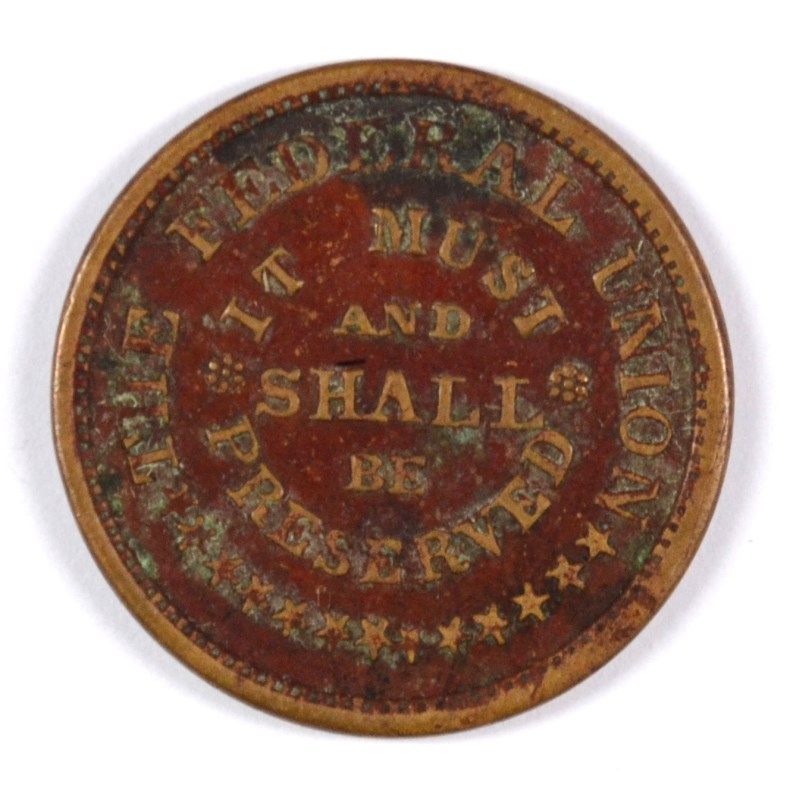 THE FEDERAL UNION
IT MUST
AND
SHALL
BE
PRESERVED